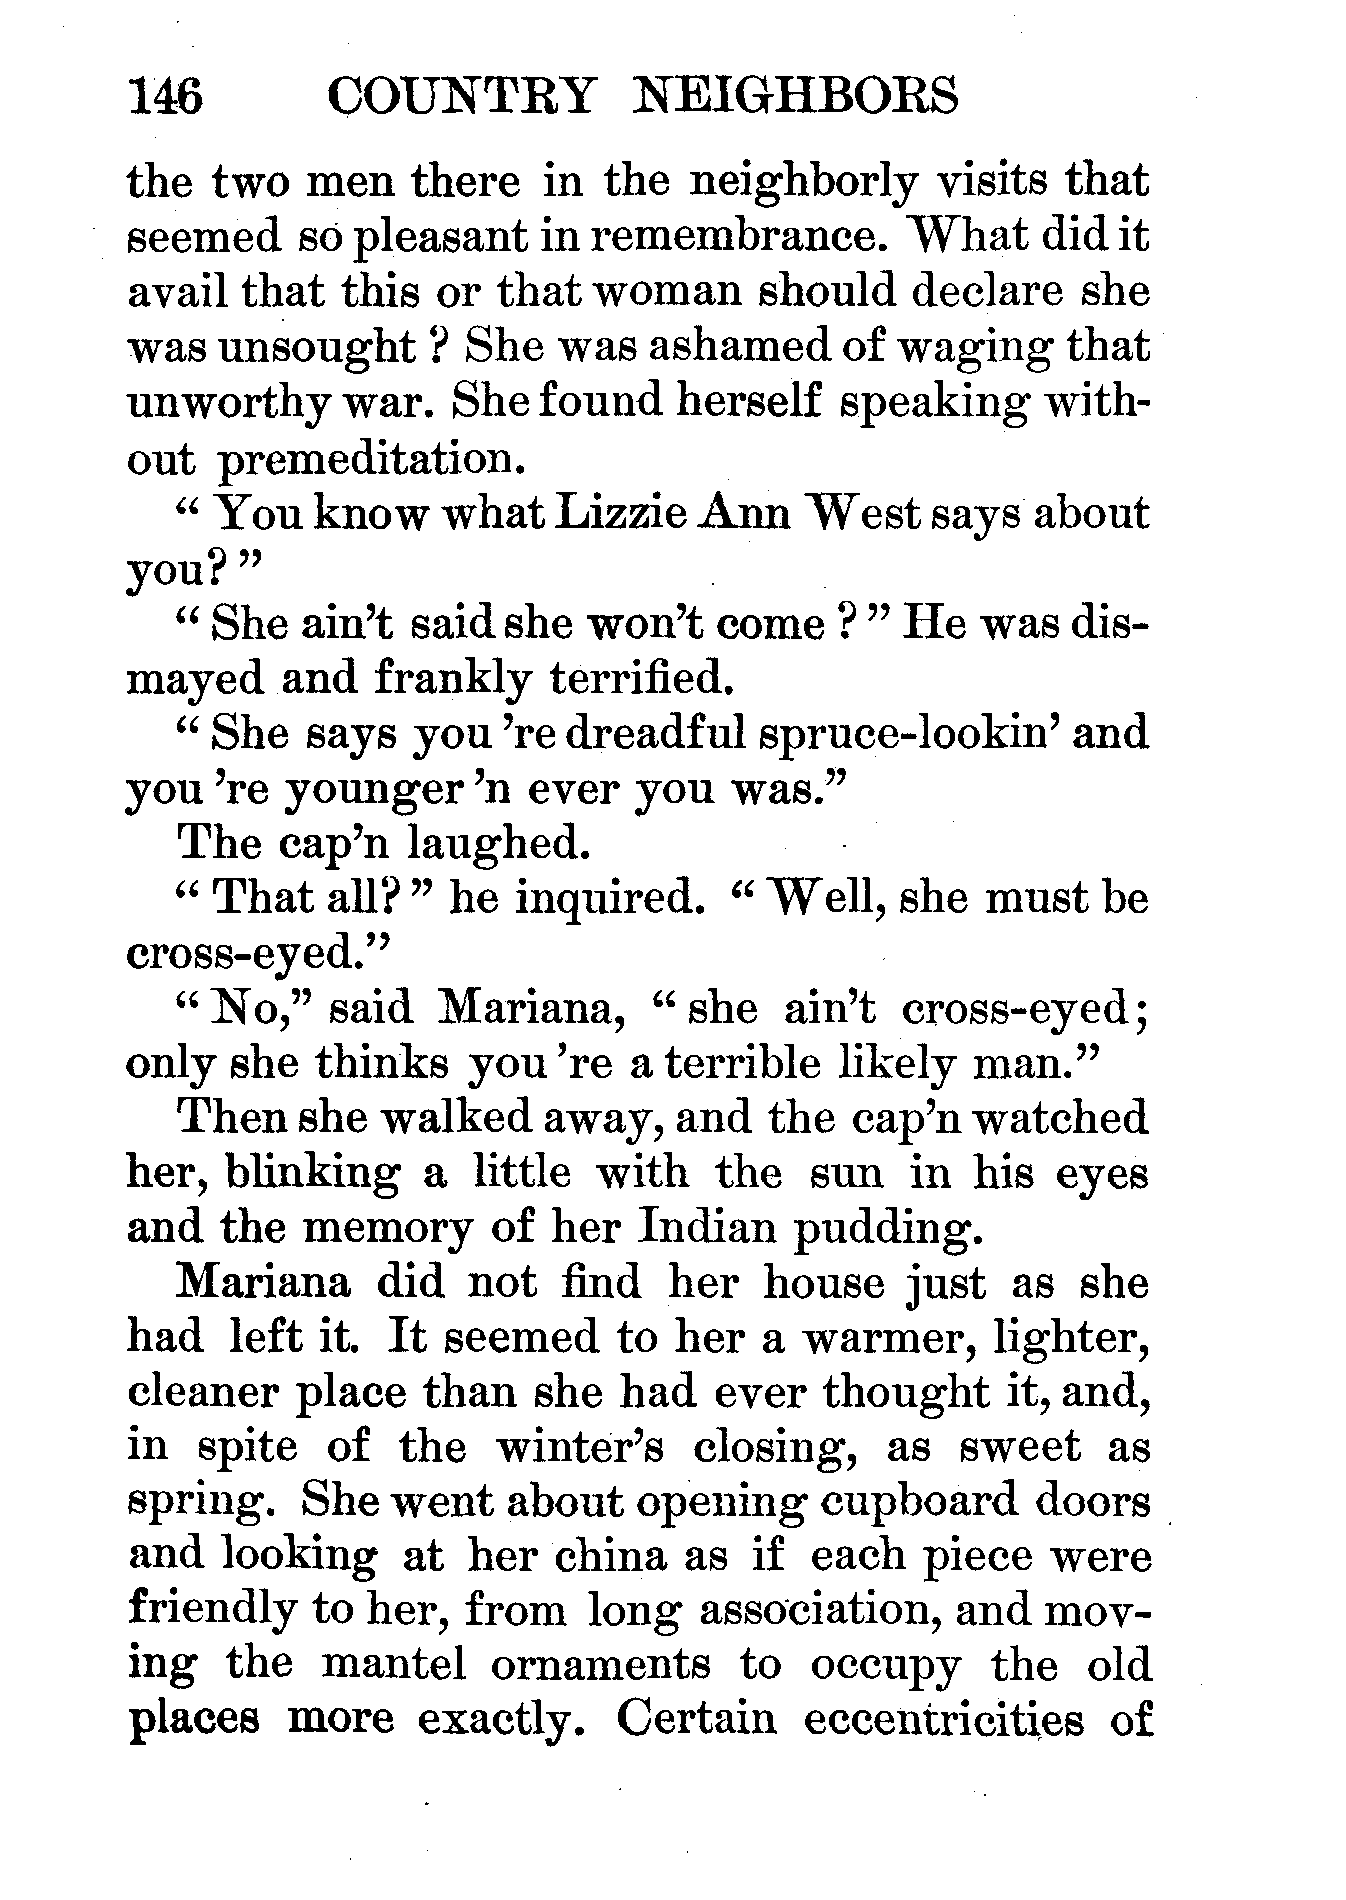 146 COUNTRY NEIGHBORS
the two men there in the neighborly visits that
seemed so pleasant in remembrance. What did it
avail that this or that woman should declare she
was unsought ? She was ashamed of waging that
unworthy war. She found herself speaking with-
out premeditation.
“ You know what Lizzie Ann West says about
you? ”
“ She ain’t said she won’t come ? ” He was dis-
mayed and frankly terrified.
“ She says you ’re dreadful spruce-lookin’ and
you ’re younger ’n ever you was.”
The cap’n laughed.
“ That all? ” he inquired. “ Well, she must be
cross-eyed.”
“ No,” said Mariana, “ she ain’t cross-eyed;
only she thinks you ’re a terrible likely man.”
Then she walked away, and the cap’n watched
her, blinking a little with the sun in his eyes
and the memory of her Indian pudding.
Mariana did not find her house just as she
had left it. It seemed to her a warmer, lighter,
cleaner place than she had ever thought it, and,
in spite of the winter’s closing, as sweet as
spring. She went about opening cupboard doors
and looking at her china as if each piece were
friendly to her, from long association, and mov-
ing the mantel ornaments to occupy the old
places more exactly. Certain eccentricities of